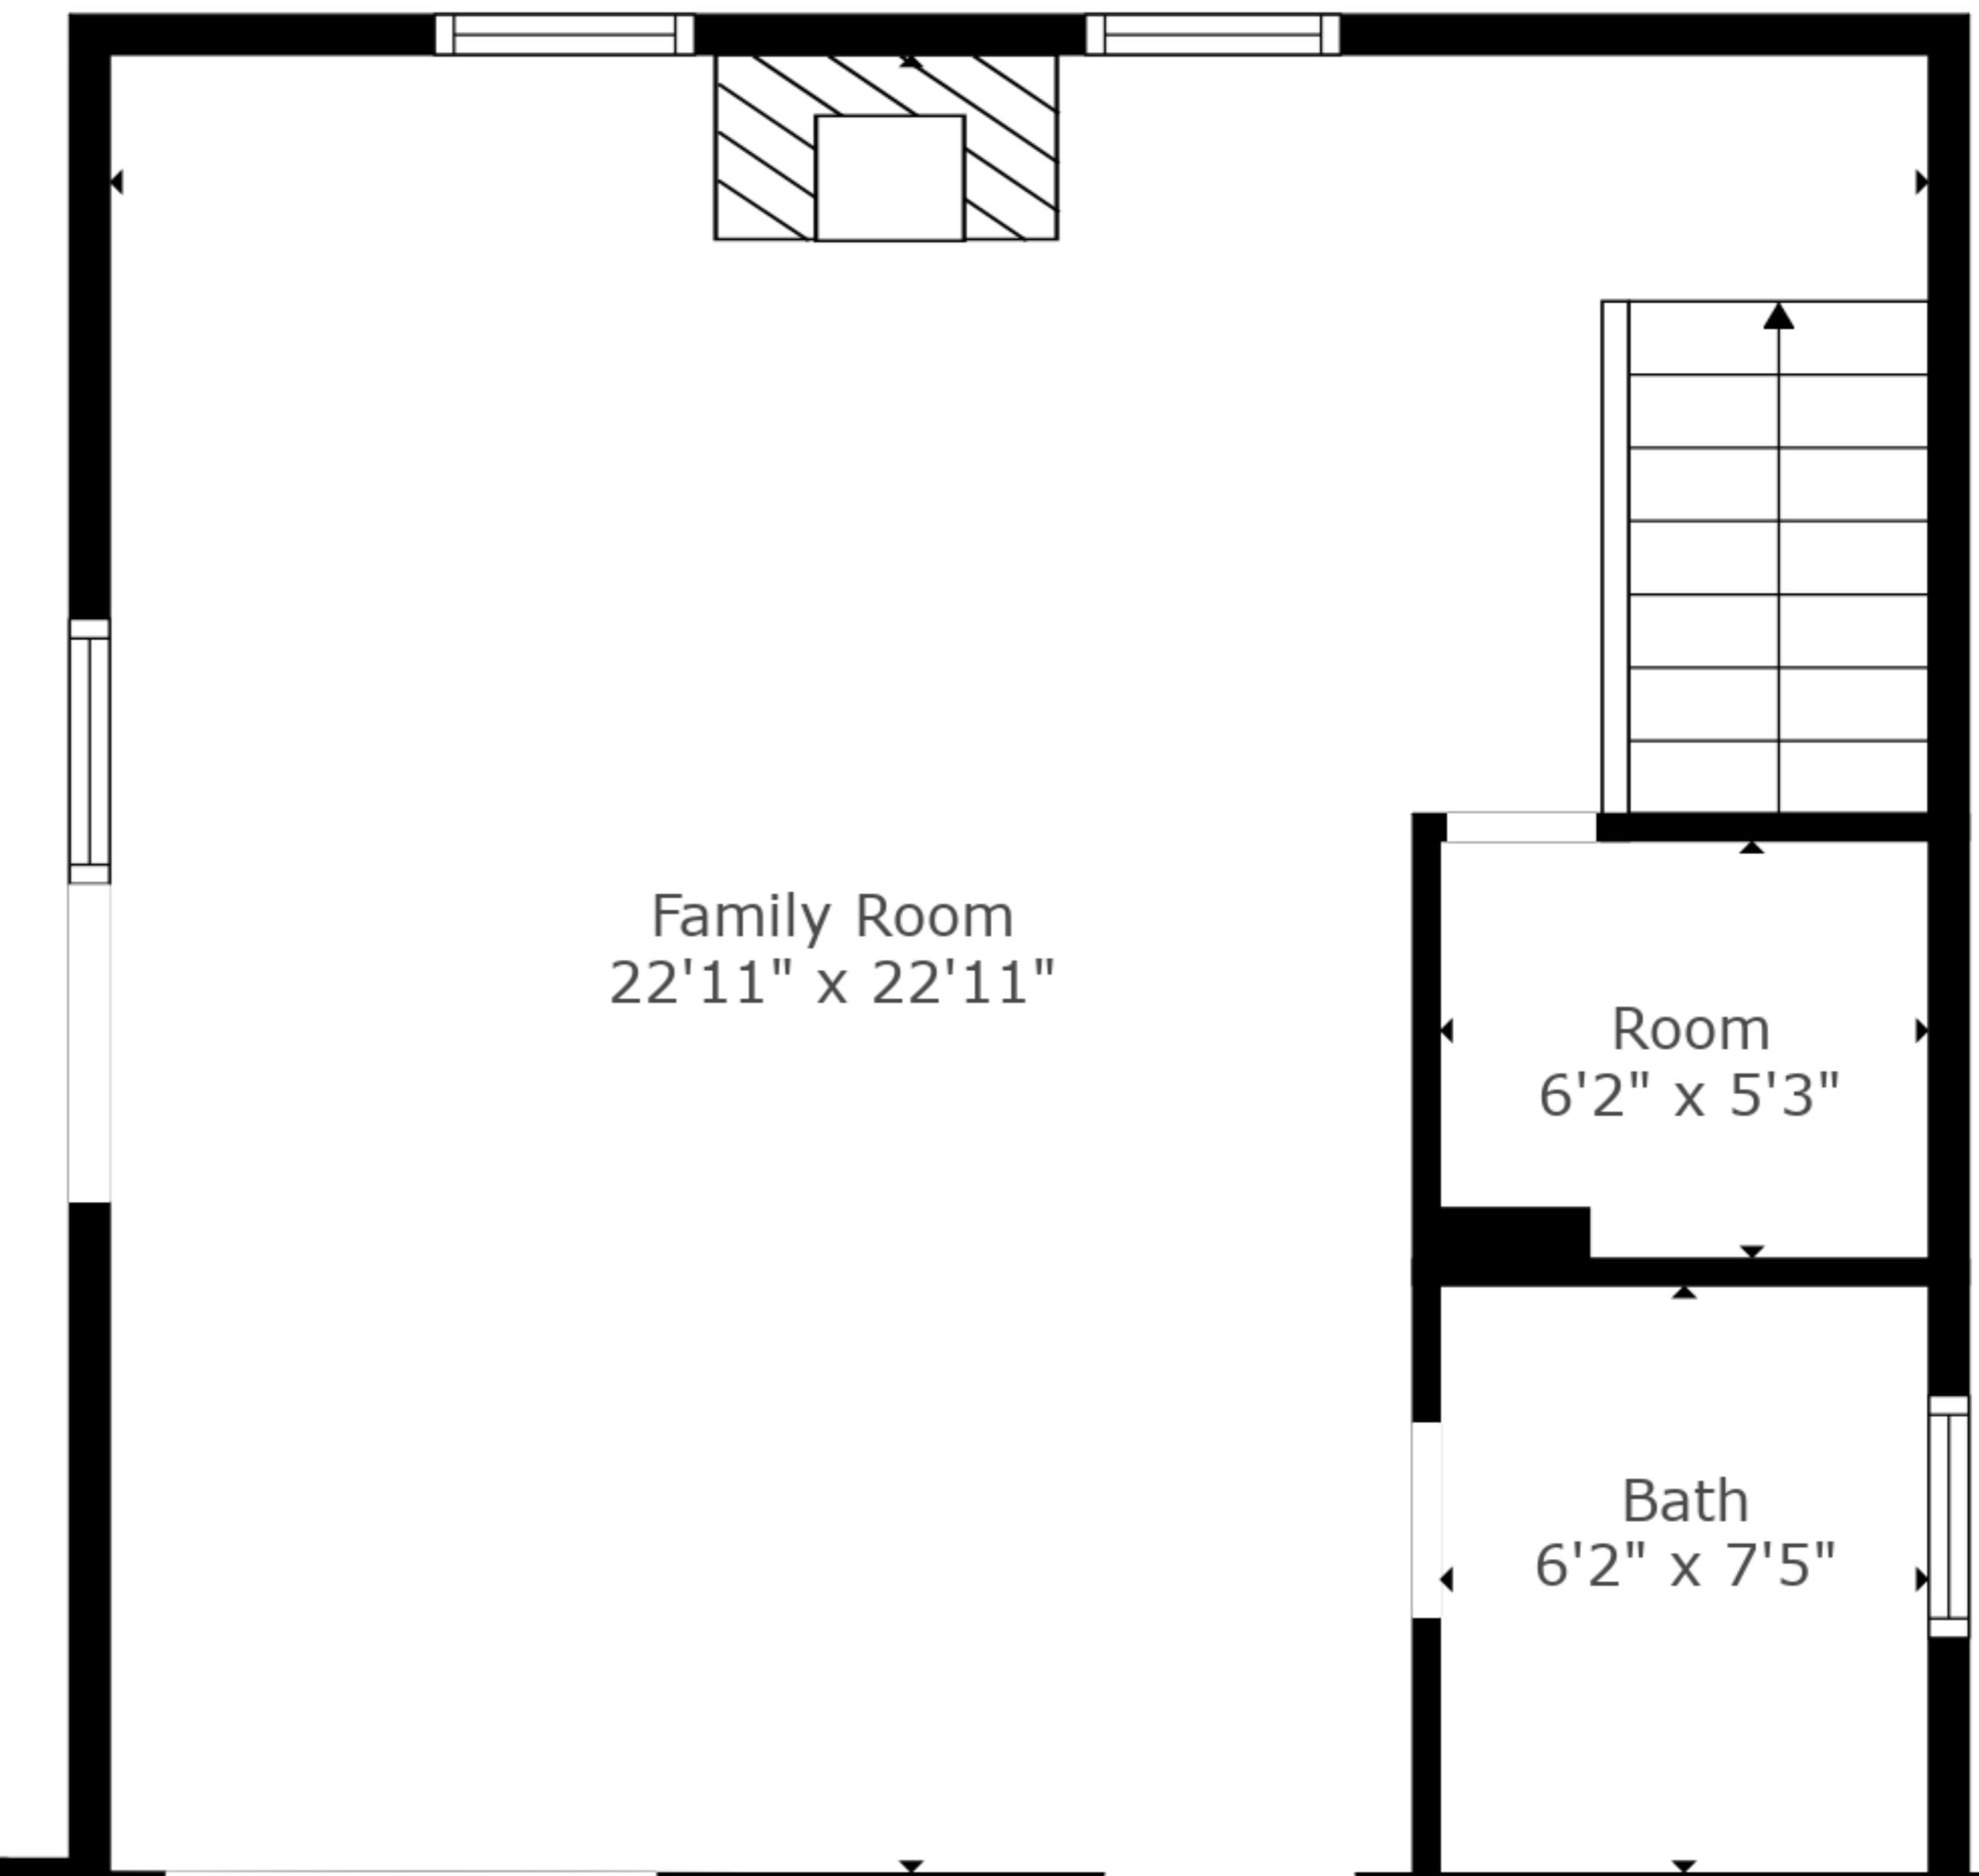 Family Room
22'11" x 22'11"
Room
6'2" x 5'3"
Bath
6'2" x 7'5"